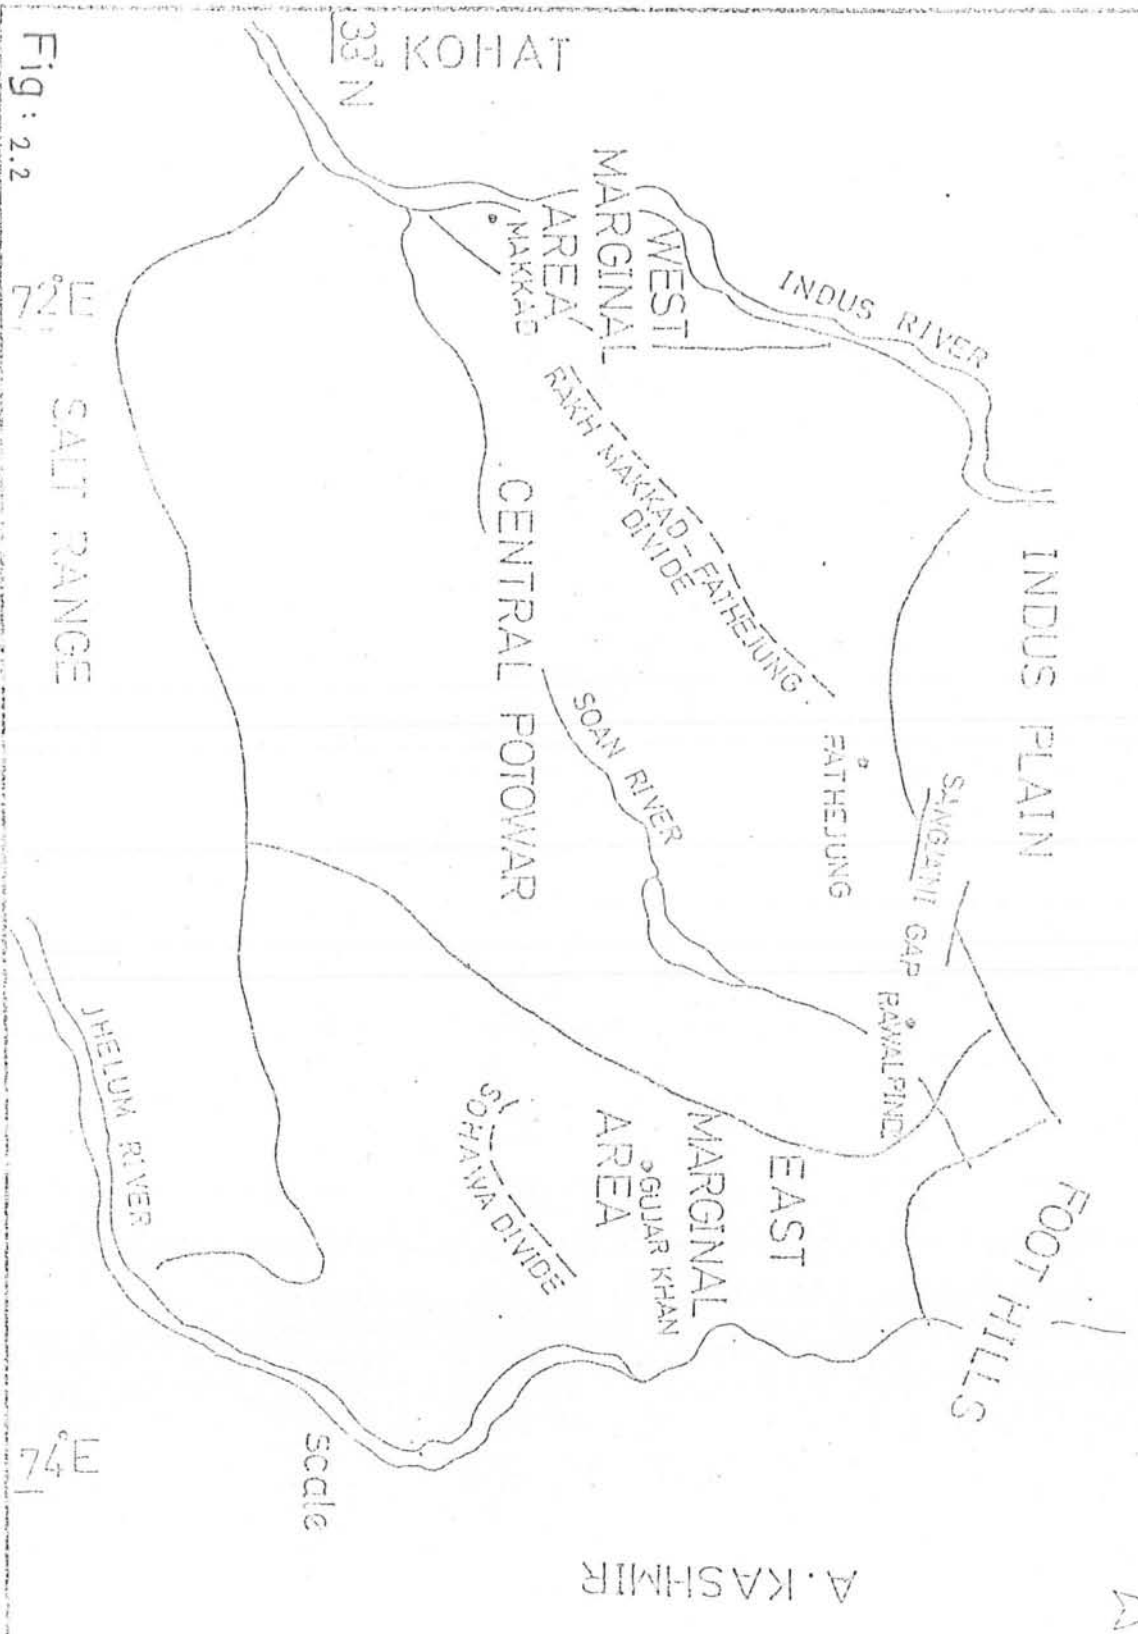 INDUS PLAIN
FOOT HILLS
INDUS RIVER
SANGJANI GAP
FATHEJUNG
RAWALPINDI
WEST
MARGINAL
AREA
MAKKAD
RAKH MAKKAD-FATHEJUNG
DIVIDE
SOAN RIVER
EAST
MARGINAL
AREA
GUJAR KHAN
A.KASHMIR
CENTRAL POTOWAR
SOHAWA DIVIDE
KOHAT
33°N
scale
JHELUM RIVER
SALT RANGE
72°E
74°E
Fig: 2.2